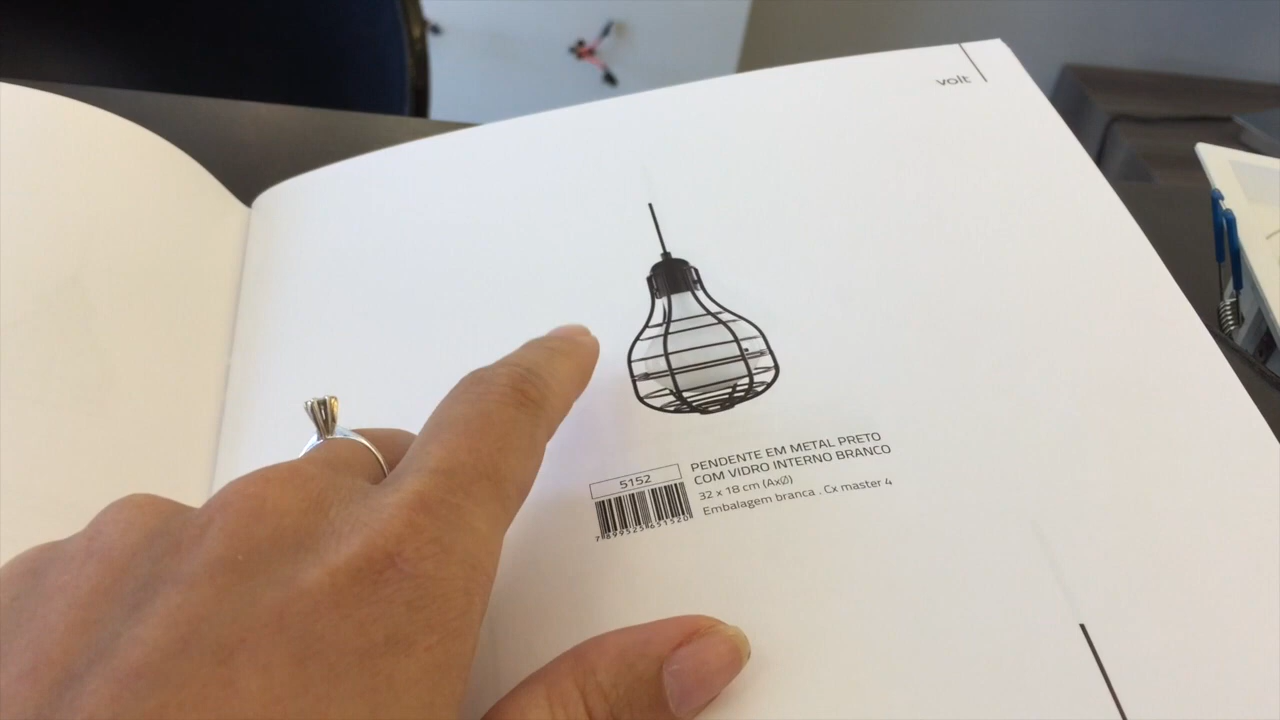 volt
PENDENTE EM METAL PRETO
COM VIDRO INTERNO BRANCO
5152
32 x 18 cm (AxØ)
Embalagem branca . Cx master 4
7899525651520